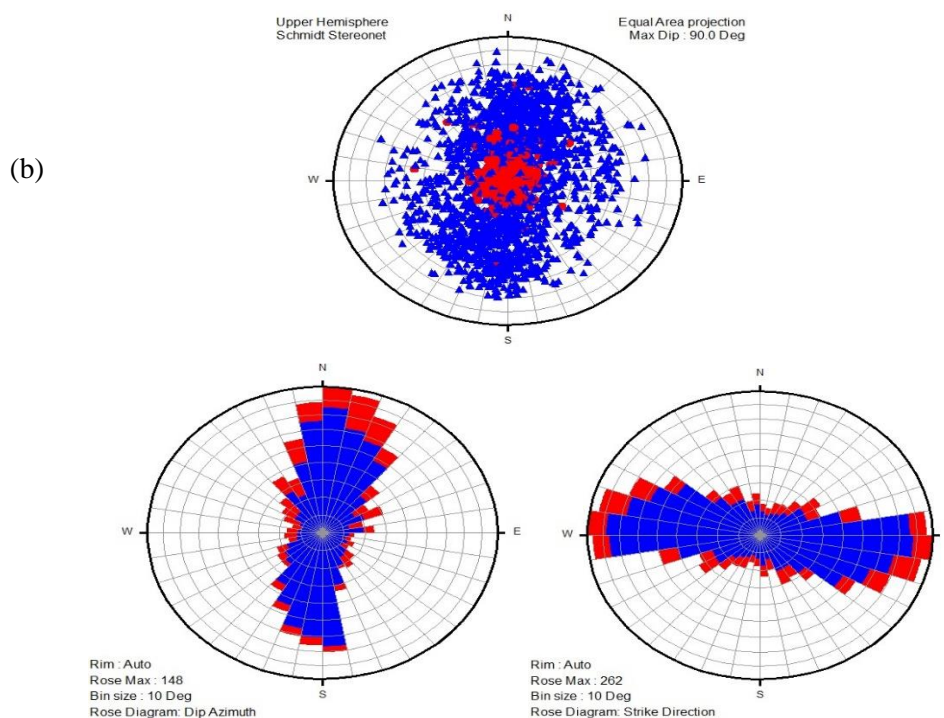 Upper Hemisphere
Schmidt Stereonet
N
Equal Area projection
Max Dip : 90.0 Deg
(b)
W
E
S
N
W
E
S
Rim : Auto
Rose Max : 148
Bin size : 10 Deg
Rose Diagram: Dip Azimuth
N
W
S
Rim : Auto
Rose Max : 262
Bin size : 10 Deg
Rose Diagram: Strike Direction